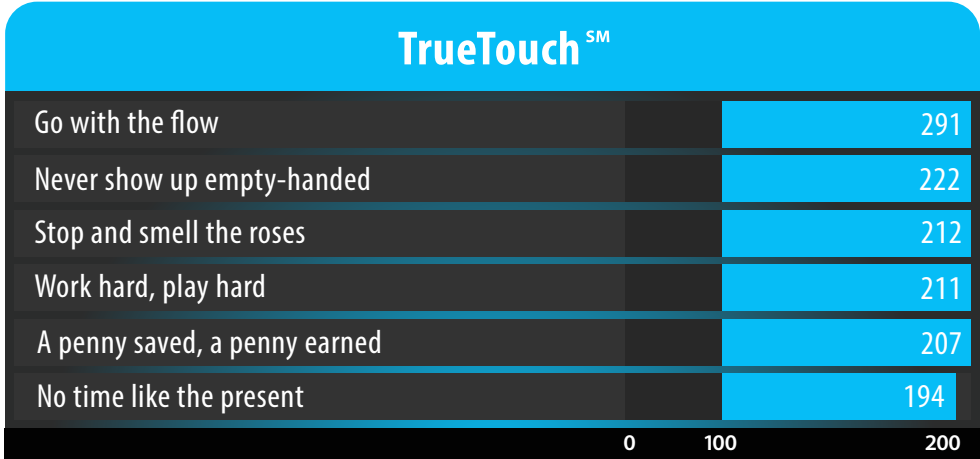 TrueTouch℠
Go with the flow 291
Never show up empty-handed 222
Stop and smell the roses 212
Work hard, play hard 211
A penny saved, a penny earned 207
No time like the present 194
0 100 200